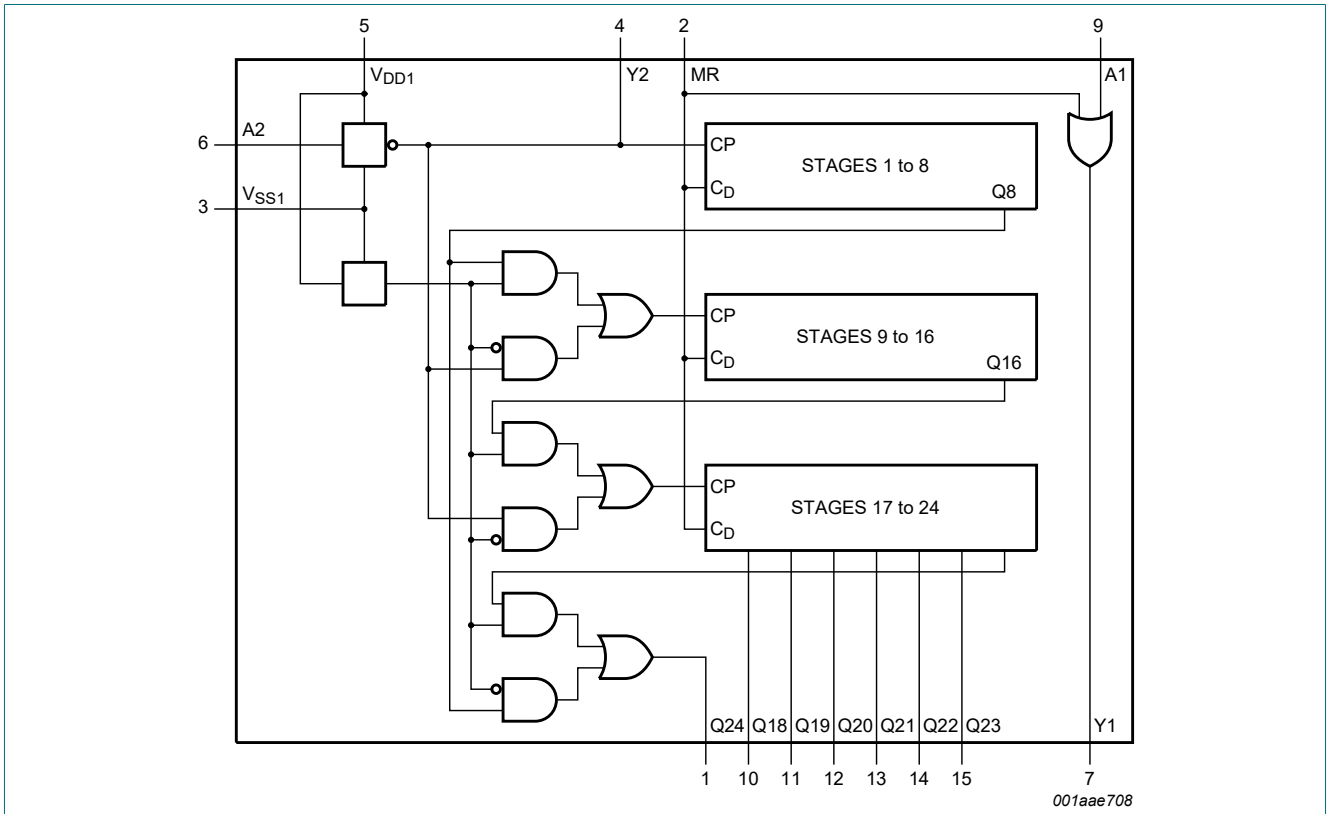 5 4 2 9
VDD1 Y2 MR A1
6 A2 CP STAGES 1 to 8
3 VSS1 CD Q8
CP STAGES 9 to 16
CD Q16
CP STAGES 17 to 24
CD
Q24 Q18 Q19 Q20 Q21 Q22 Q23 Y1
1 10 11 12 13 14 15 7
001aae708